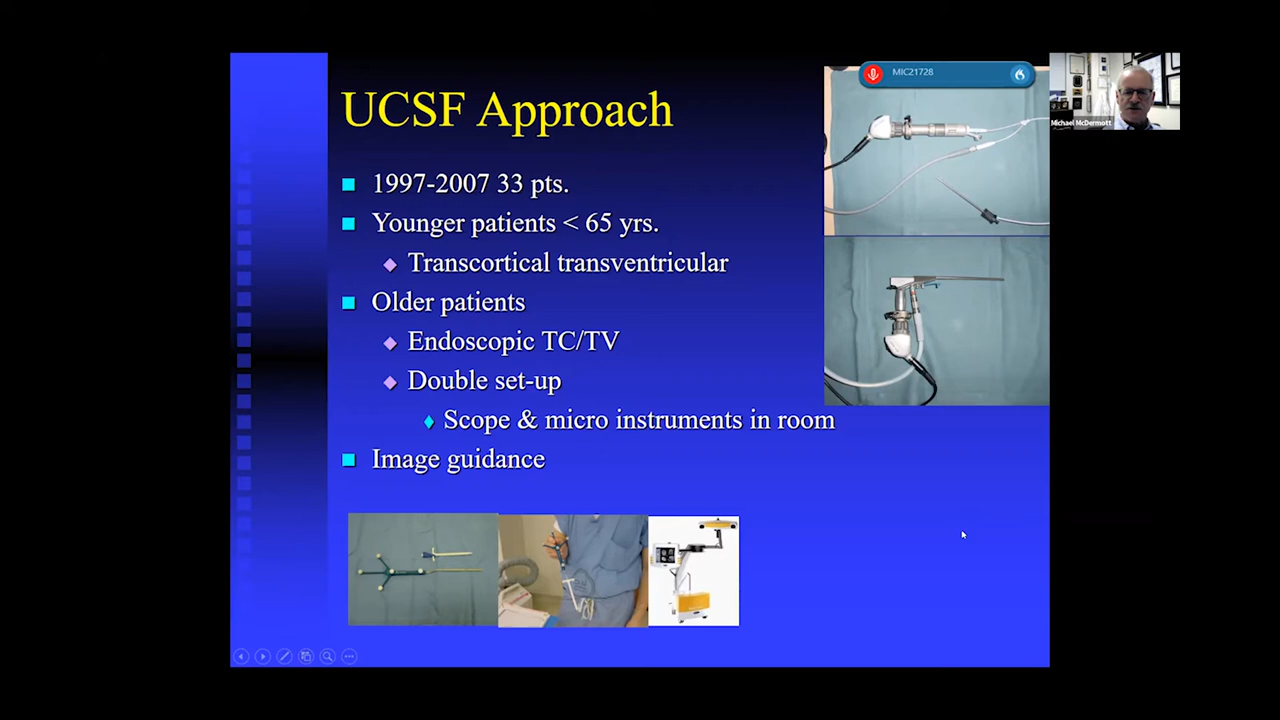 UCSF Approach
1997-2007 33 pts.
Younger patients < 65 yrs.
Transcortical transventricular
Older patients
Endoscopic TC/TV
Double set-up
Scope & micro instruments in room
Image guidance
MIC21728
Michael McDermott